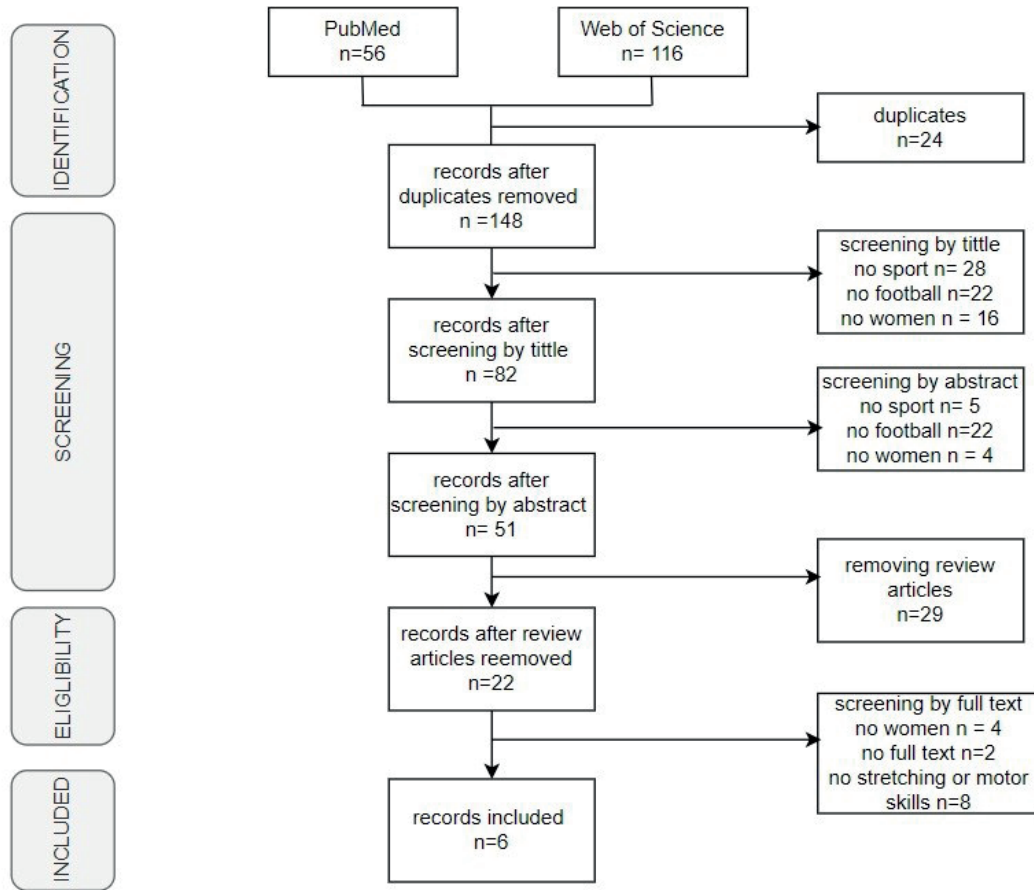 IDENTIFICATION
PubMed
n=56
Web of Science
n= 116
duplicates
n=24
records after
duplicates removed
n =148
SCREENING
screening by tittle
no sport n= 28
no football n=22
no women n = 16
records after
screening by tittle
n =82
screening by abstract
no sport n= 5
no football n=22
no women n = 4
records after
screening by abstract
n= 51
removing review
articles
n=29
ELIGLIBILITY
records after review
articles reemoved
n=22
screening by full text
no women n = 4
no full text n=2
no stretching or motor
skills n=8
INCLUDED
records included
n=6